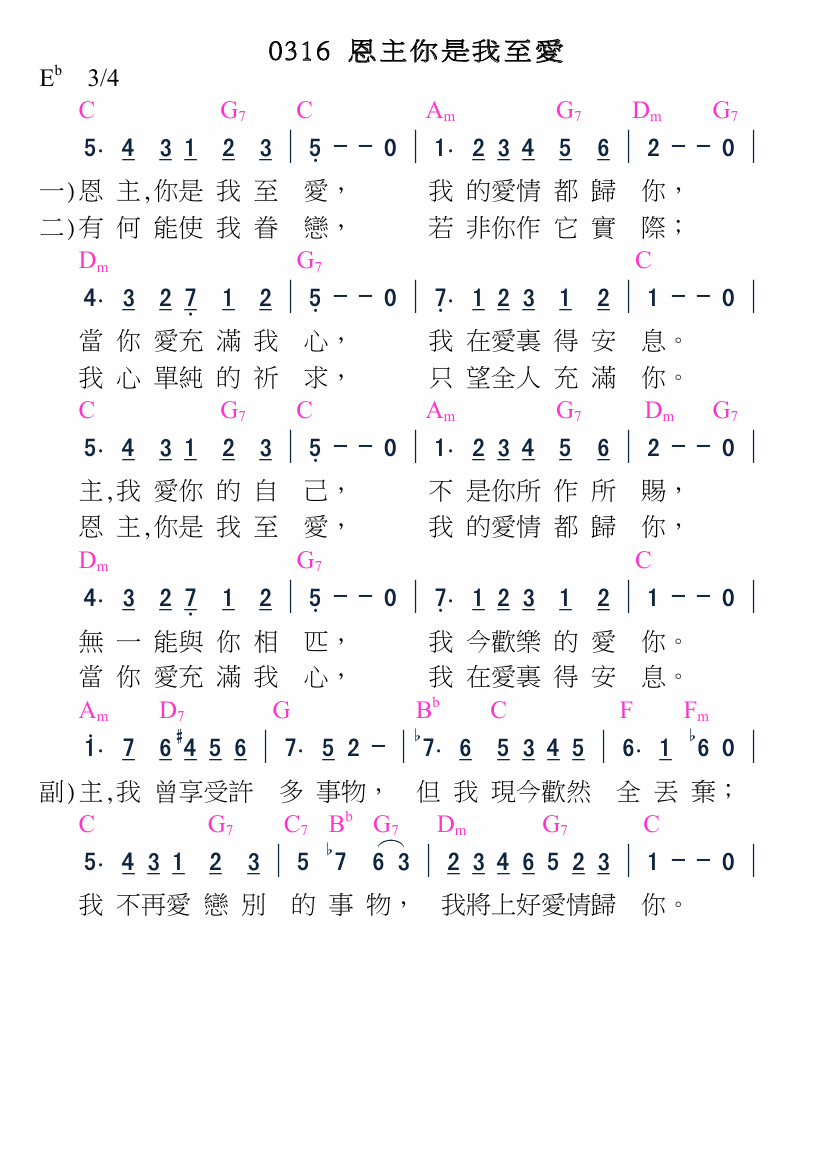 0316 恩主你是我至愛
E♭ 3/4
C G7 C Am G7 Dm G7
5· 4 3 1 2 3 | 5 - - 0 | 1· 2 3 4 5 6 | 2 - - 0 |
一)恩 主,你是 我 至 愛， 我 的愛情 都 歸 你，
二)有 何 能使 我 眷 戀， 若 非你作 它 實 際；
Dm G7 C
4· 3 2 7 1 2 | 5 - - 0 | 7· 1 2 3 1 2 | 1 - - 0 |
當 你 愛充 滿 我 心， 我 在愛裏 得 安 息。
我 心 單純 的 祈 求， 只 望全人 充 滿 你。
C G7 C Am G7 Dm G7
5· 4 3 1 2 3 | 5 - - 0 | 1· 2 3 4 5 6 | 2 - - 0 |
主,我 愛你 的 自 己， 不 是你所 作 所 賜，
恩 主,你是 我 至 愛， 我 的愛情 都 歸 你，
Dm G7 C
4· 3 2 7 1 2 | 5 - - 0 | 7· 1 2 3 1 2 | 1 - - 0 |
無 一 能與 你 相 匹， 我 今歡樂 的 愛 你。
當 你 愛充 滿 我 心， 我 在愛裏 得 安 息。
Am D7 G B♭ C F Fm
1· 7 6 ♯4 5 6 | 7· 5 2 - | ♭7· 6 5 3 4 5 | 6· 1 ♭6 0 |
副)主,我 曾享受許 多 事物， 但 我 現今歡然 全 丟 棄；
C G7 C7 B♭ G7 Dm G7 C
5· 4 3 1 2 3 | 5 ♭7 6 3 | 2 3 4 6 5 2 3 | 1 - - 0 |
我 不再愛 戀 別 的 事 物， 我將上好愛情歸 你。